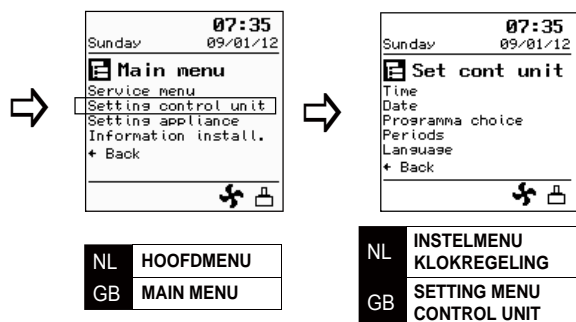 07:35
Sunday 09/01/12
Main menu
Service menu
Setting control unit
Setting appliance
Information install.
← Back
NL HOOFDMENU
GB MAIN MENU
07:35
Sunday 09/01/12
Set cont unit
Time
Date
Programma choice
Periods
Language
← Back
NL INSTELMENU
KLOKREGELING
GB SETTING MENU
CONTROL UNIT